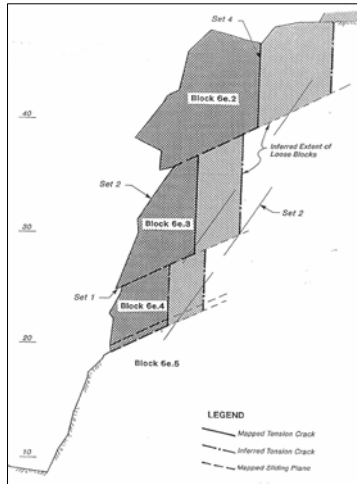 Set 4
40
Block 6e.2
Inferred Extent of
Loose Blocks
Set 2
30
Set 2
Block 6e.3
Set 1
Block 6e.4
20
Block 6e.5
LEGEND
Mapped Tension Crack
Inferred Tension Crack
Mapped Sliding Plane
10